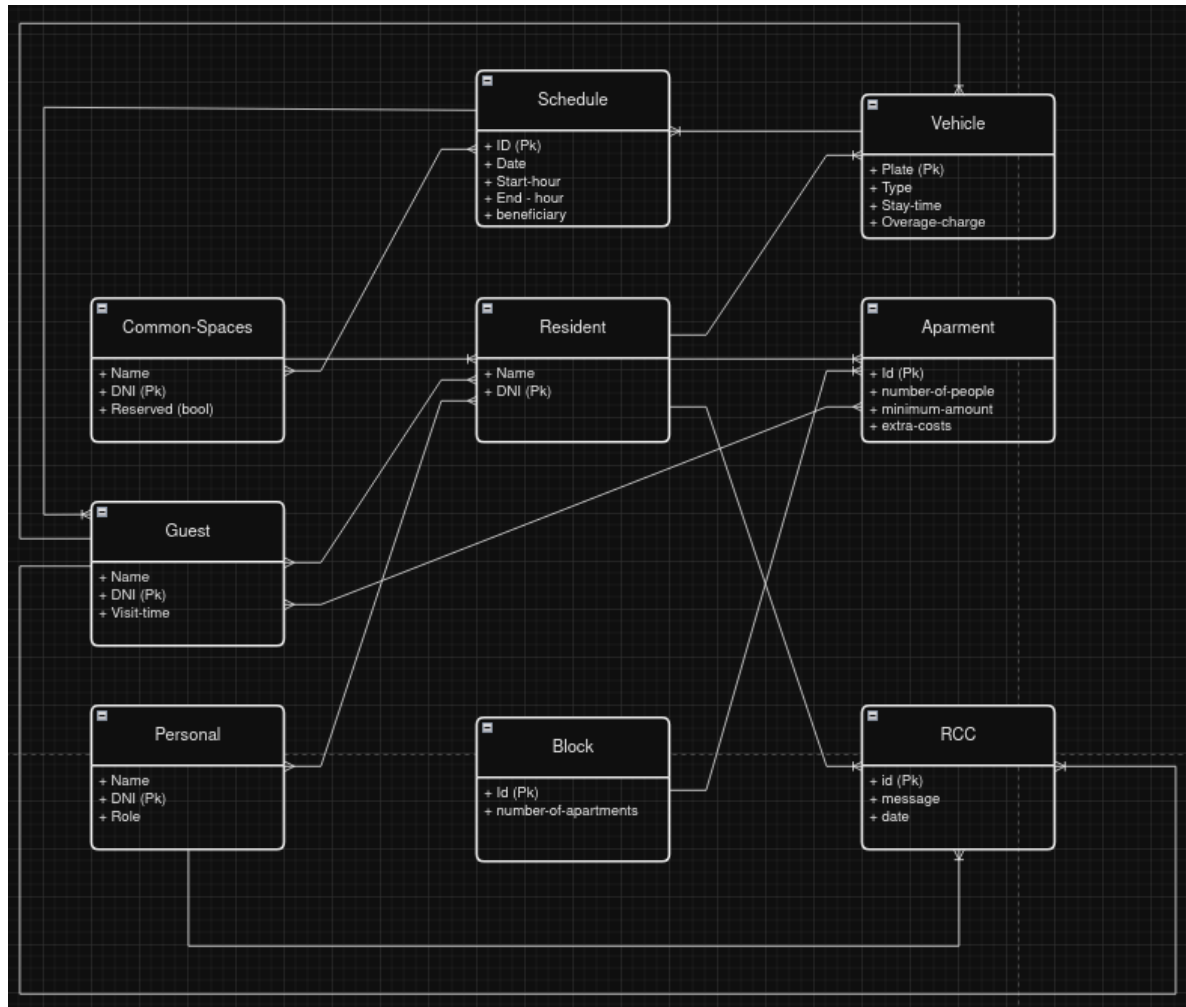 Schedule
+ ID (Pk)
+ Date
+ Start-hour
+ End - hour
+ beneficiary
Vehicle
+ Plate (Pk)
+ Type
+ Stay-time
+ Overage-charge
Common-Spaces
+ Name
+ DNI (Pk)
+ Reserved (bool)
Resident
+ Name
+ DNI (Pk)
Aparment
+ Id (Pk)
+ number-of-people
+ minimum-amount
+ extra-costs
Guest
+ Name
+ DNI (Pk)
+ Visit-time
Personal
+ Name
+ DNI (Pk)
+ Role
Block
+ Id (Pk)
+ number-of-apartments
RCC
+ id (Pk)
+ message
+ date